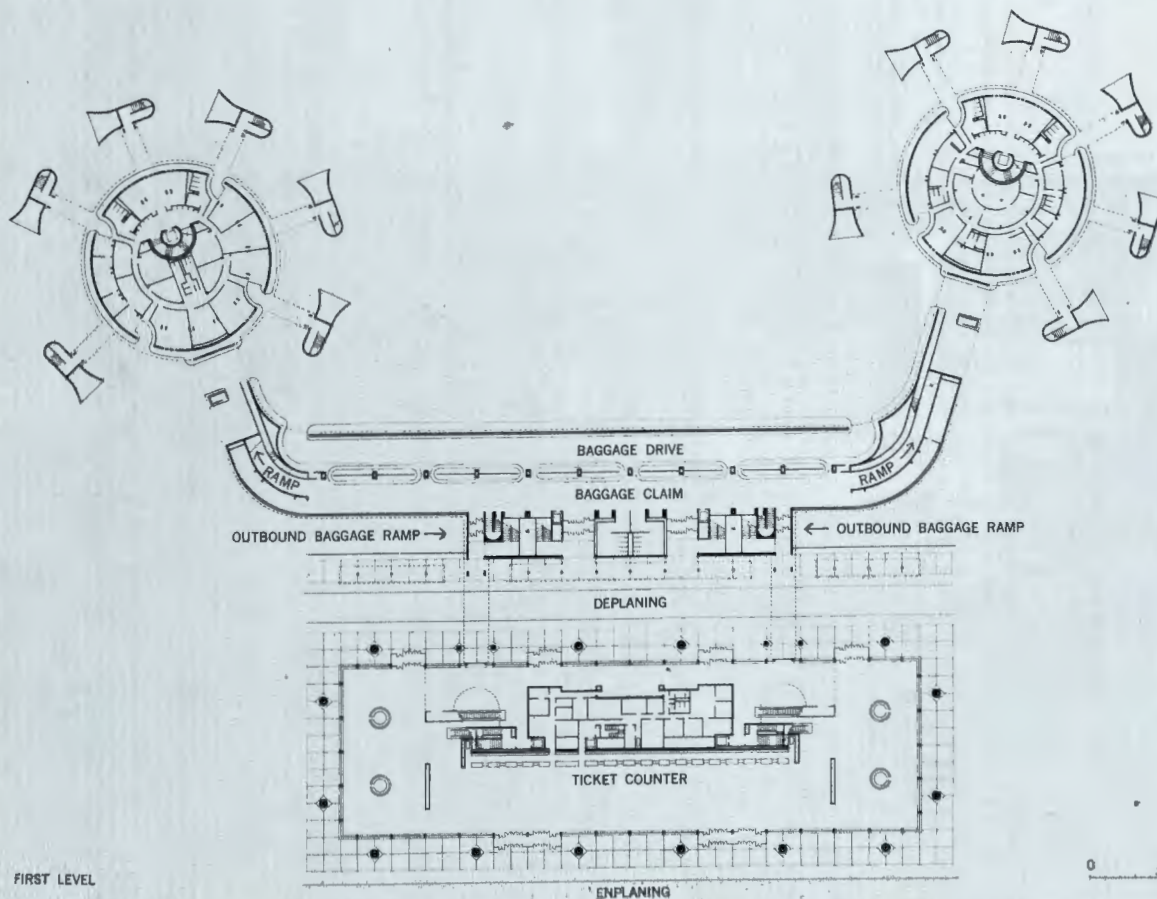 BAGGAGE DRIVE
RAMP
RAMP
BAGGAGE CLAIM
OUTBOUND BAGGAGE RAMP →
← OUTBOUND BAGGAGE RAMP
DEPLANING
TICKET COUNTER
0
FIRST LEVEL
ENPLANING